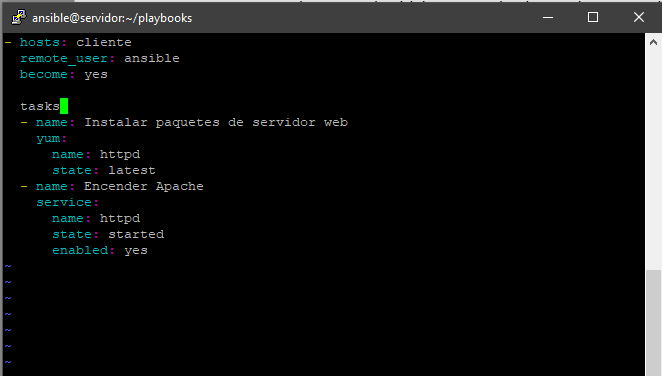 ansible@servidor:~/playbooks
- hosts: cliente
  remote_user: ansible
  become: yes

  tasks
  - name: Instalar paquetes de servidor web
    yum:
      name: httpd
      state: latest
  - name: Encender Apache
    service:
      name: httpd
      state: started
      enabled: yes
~
~
~
~
~
~
~